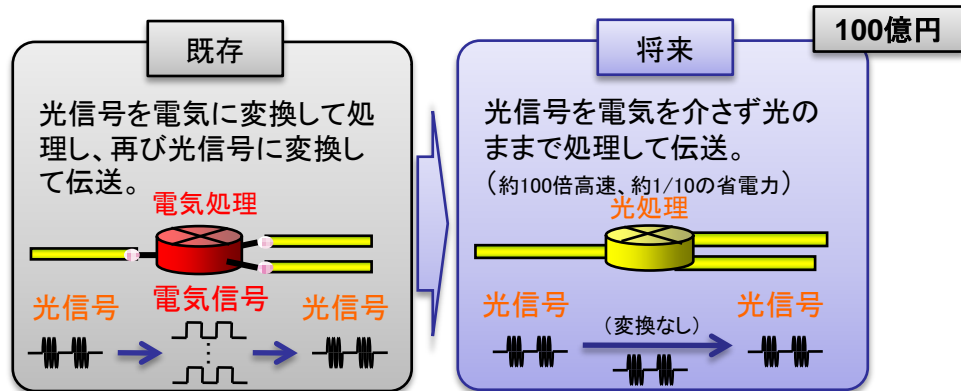 100億円
既存
光信号を電気に変換して処
理し、再び光信号に変換し
て伝送。
電気処理
光信号
電気信号
光信号
将来
光信号を電気を介さず光の
ままで処理して伝送。
（約100倍高速、約1/10の省電力）
光処理
光信号
（変換なし）
光信号